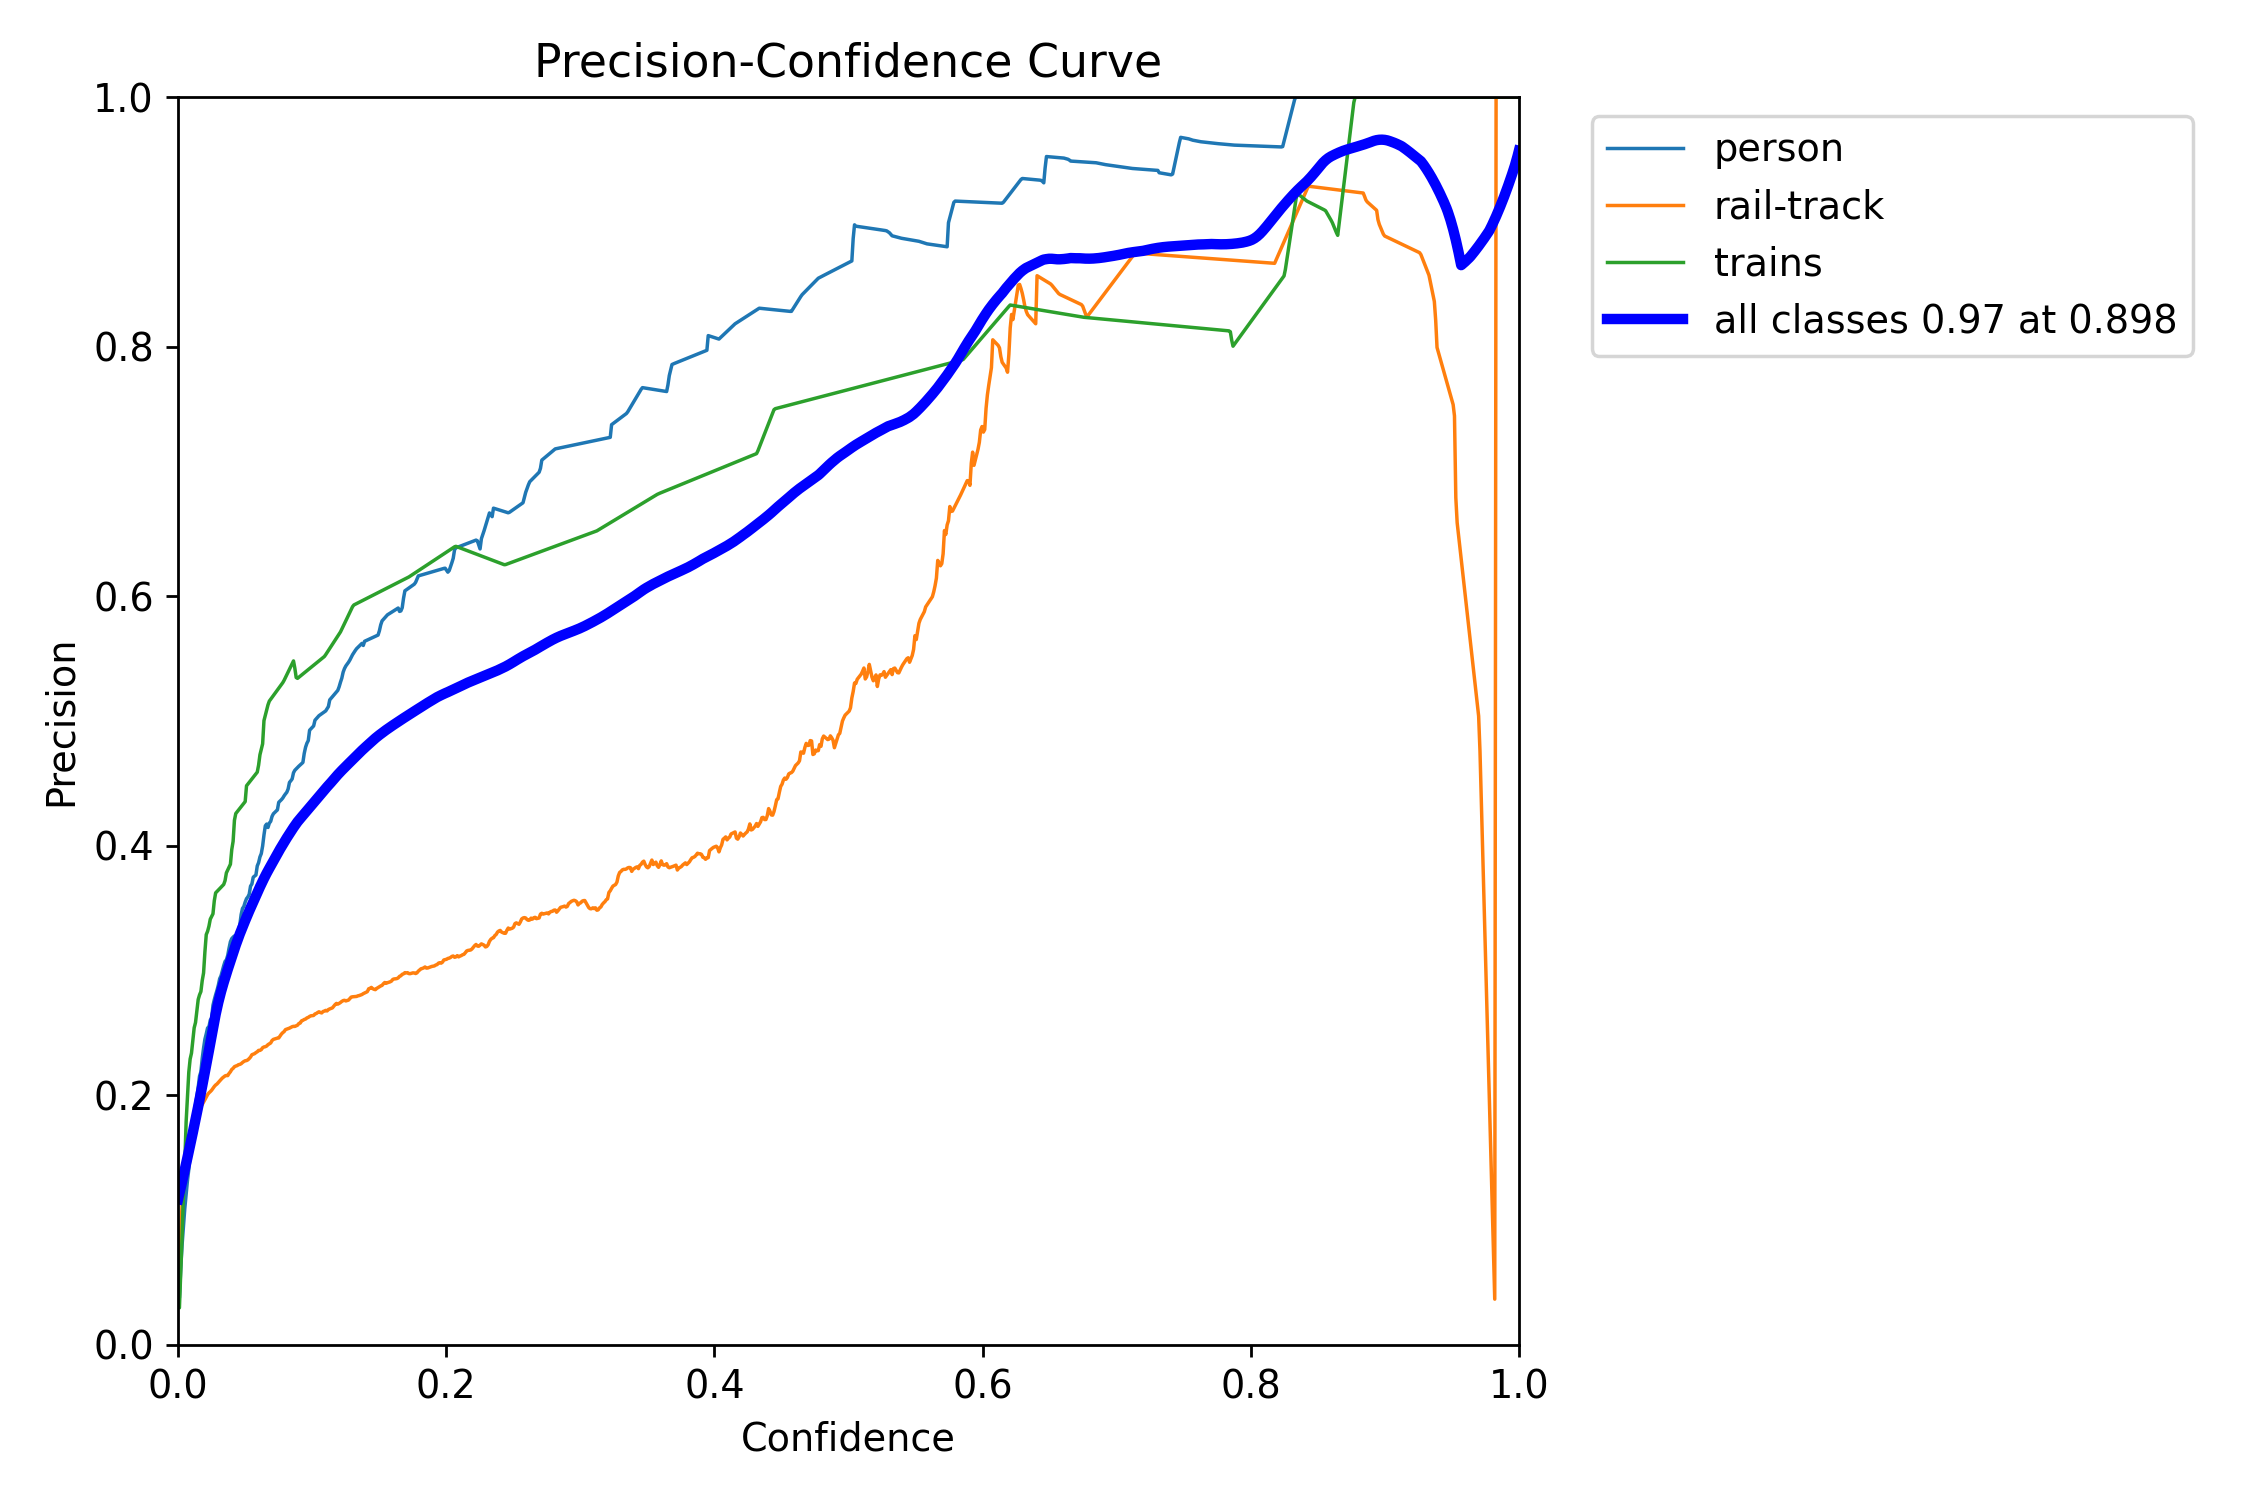 Precision-Confidence Curve
1.0
0.8
0.6
0.4
0.2
0.0
Precision
0.0 0.2 0.4 0.6 0.8 1.0
Confidence
person
rail-track
trains
all classes 0.97 at 0.898